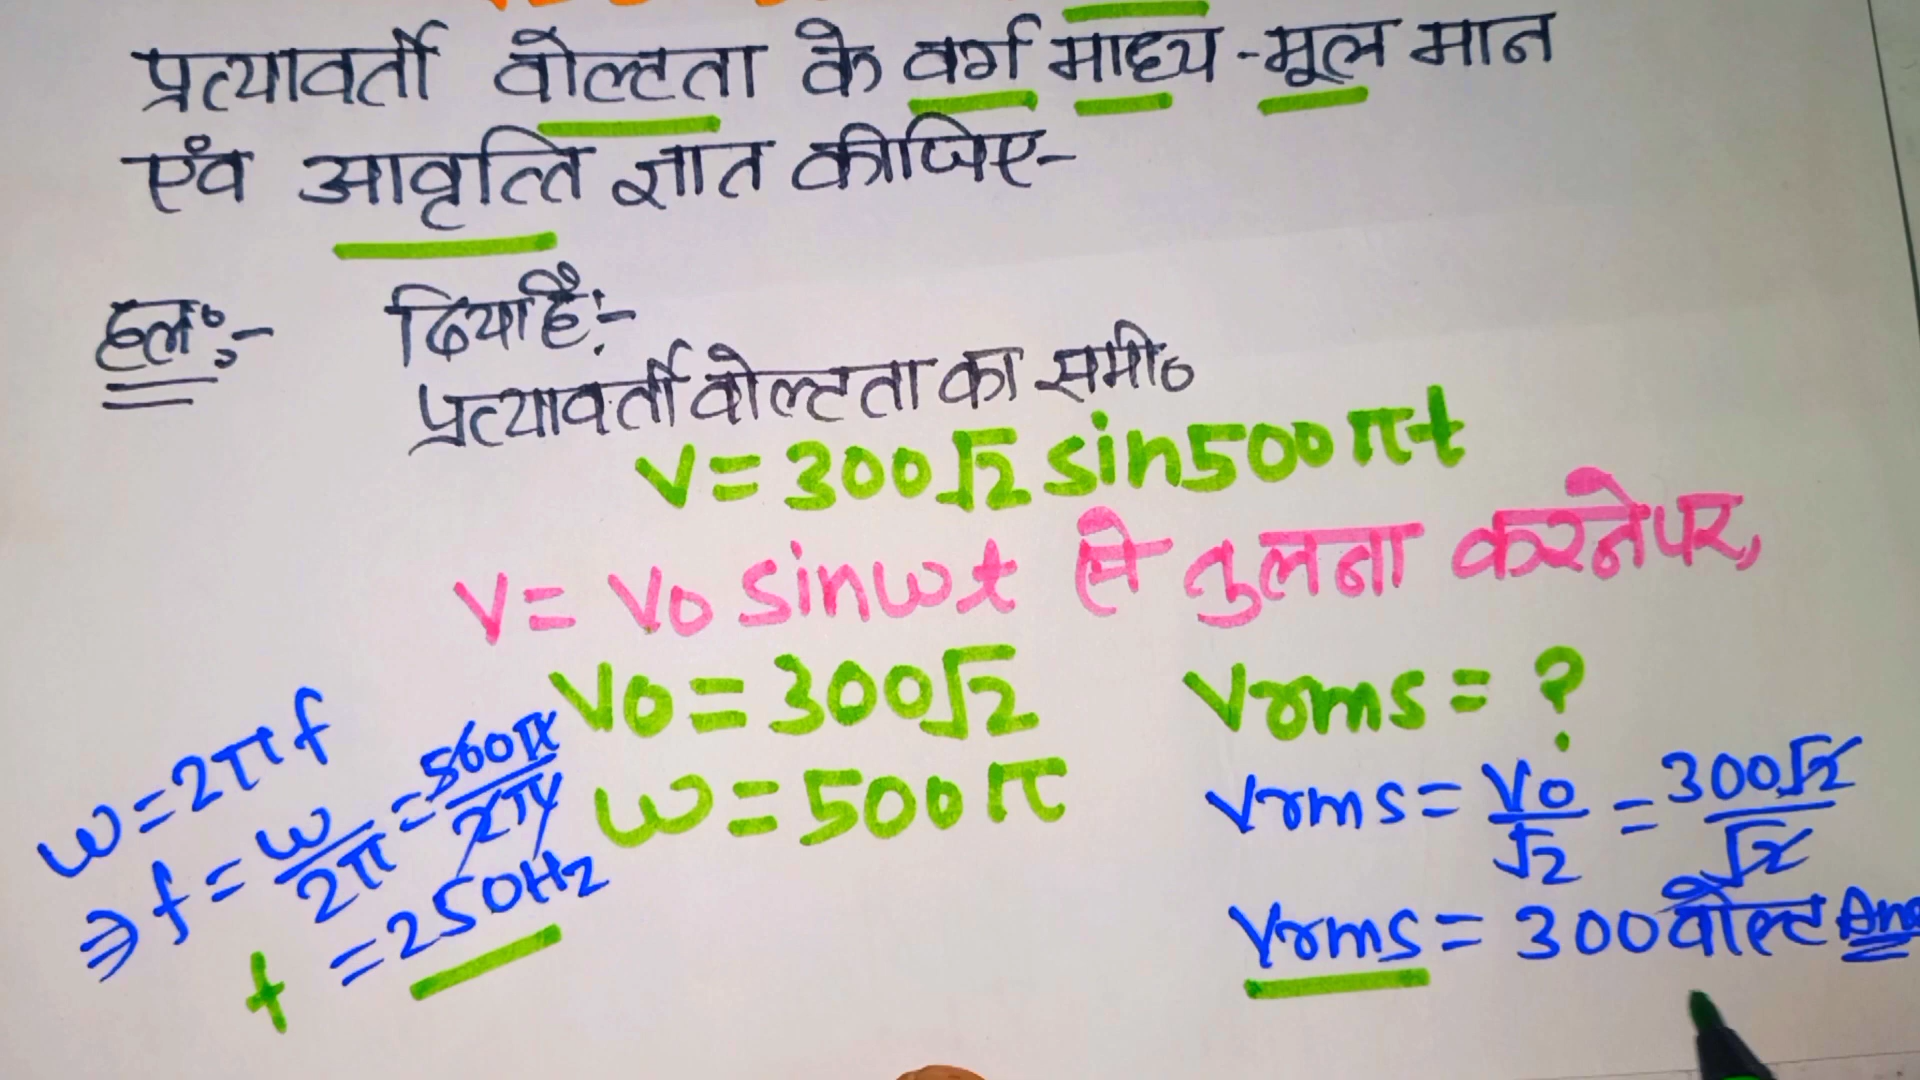 प्रत्यावर्ती वोल्टता के वर्ग माध्य -मूल मान
एंव आवृत्ति ज्ञात कीजिए-
हलः- दिया है:-
प्रत्यावर्ती वोल्टता का समी०
V= 300√2 sin500πt
V= V0 sinωt से तुलना करने पर,
V0 = 300√2
ω = 500π
ω=2πf
⇒ f = ω/2π = 500π/2π
f = 250Hz
Vrms = ?
Vrms = V0/√2 = 300√2/√2
Vrms = 300 वोल्ट Ans